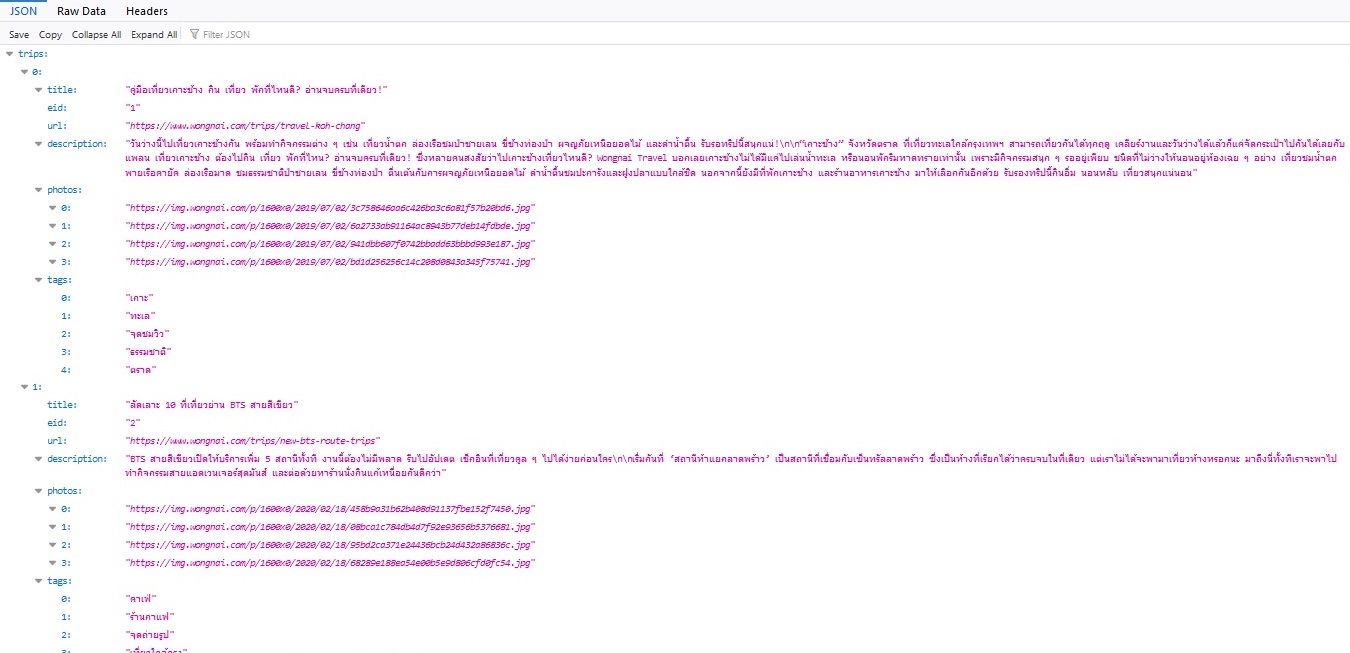 JSON Raw Data Headers
Save Copy Collapse All Expand All Filter JSON
trips:
0:
title: "คู่มือเที่ยวเกาะช้าง กิน เที่ยว พักที่ไหนดี? อ่านจบครบที่เดียว!"
eid: "1"
url: "https://www.wongnai.com/trips/travel-koh-chang"
description: "วันว่างนี้ไปเที่ยวเกาะช้างกัน พร้อมทำกิจกรรมต่าง ๆ เช่น เที่ยวน้ำตก ล่องเรือชมป่าชายเลน ขี่ช้างท่องป่า ผจญภัยเหนือยอดไม้ และดำน้ำตื้น รับรอทริปนี้สนุกแน่!\n\n“เกาะช้าง” จังหวัดตราด ที่เที่ยวทะเลใกล้กรุงเทพฯ สามารถเที่ยวกันได้ทุกฤดู เคลียร์งานและวันว่างได้แล้วก็แค่จัดกระเป๋าไปกันได้เลยกับ
แพลน เที่ยวเกาะช้าง ต้องไปกิน เที่ยว พักที่ไหน? อ่านจบครบที่เดียว! ซึ่งหลายคนสงสัยว่าไปเกาะช้างเที่ยวไหนดี? Wongnai Travel บอกเลยเกาะช้างไม่ได้มีแค่ไปเล่นน้ำทะเล หรือนอนพักริมหาดทรายเท่านั้น เพราะมีกิจกรรมสนุก ๆ รออยู่เพียบ ชนิดที่ไม่ว่างให้นอนอยู่ห้องเฉย ๆ อย่าง เที่ยวชมน้ำตก
พายเรือคายัค ล่องเรือมาด ชมธรรมชาติป่าชายเลน ขี่ช้างท่องป่า ตื่นเต้นกับการผจญภัยเหนือยอดไม้ ดำน้ำตื้นชมปะการังและฝูงปลาแบบใกล้ชิด นอกจากนี้ยังมีที่พักเกาะช้าง และร้านอาหารเกาะช้าง มาให้เลือกกันอีกด้วย รับรองทริปนี้กินอิ่ม นอนหลับ เที่ยวสนุกแน่นอน"
photos:
0: "https://img.wongnai.com/p/1600x0/2019/07/02/3c758646aa6c426ba3c6a81f57b20bd6.jpg"
1: "https://img.wongnai.com/p/1600x0/2019/07/02/6a2733ab91164ac8943b77deb14fdbde.jpg"
2: "https://img.wongnai.com/p/1600x0/2019/07/02/941dbb607f0742bbadd63bbbd993e187.jpg"
3: "https://img.wongnai.com/p/1600x0/2019/07/02/bd1d256256c14c208d0843a345f75741.jpg"
tags:
0: "เกาะ"
1: "ทะเล"
2: "จุดชมวิว"
3: "ธรรมชาติ"
4: "ตราด"
1:
title: "ลัดเลาะ 10 ที่เที่ยวย่าน BTS สายสีเขียว"
eid: "2"
url: "https://www.wongnai.com/trips/new-bts-route-trips"
description: "BTS สายสีเขียวเปิดให้บริการเพิ่ม 5 สถานีทั้งที งานนี้ต้องไม่มีพลาด รีบไปอัปเดต เช็กอินที่เที่ยวคูล ๆ ไปได้ง่ายก่อนใคร\n\nเริ่มกันที่ ‘สถานีห้าแยกลาดพร้าว’ เป็นสถานีที่เชื่อมกับเซ็นทรัลลาดพร้าว ซึ่งเป็นห้างที่เรียกได้ว่าครบจบในที่เดียว แต่เราไม่ได้จะพามาเที่ยวห้างหรอกนะ มาถึงนี่ทั้งทีเราจะพาไป
ทำกิจกรรมสายแอดเวนเจอร์สุดมันส์ และต่อด้วยหาร้านนั่งกินแก้เหนื่อยกันดีกว่า"
photos:
0: "https://img.wongnai.com/p/1600x0/2020/02/18/458b9a31b62b408d91137fbe152f7450.jpg"
1: "https://img.wongnai.com/p/1600x0/2020/02/18/08bca1c784db4d7f92e93656b5376681.jpg"
2: "https://img.wongnai.com/p/1600x0/2020/02/18/95bd2ca371e24436bcb24d432a86836c.jpg"
3: "https://img.wongnai.com/p/1600x0/2020/02/18/68289e188ea54e00b5e9d806cfd0fc54.jpg"
tags:
0: "คาเฟ่"
1: "ร้านกาแฟ"
2: "จุดถ่ายรูป"
3: "เที่ยวใกล้กรุง"